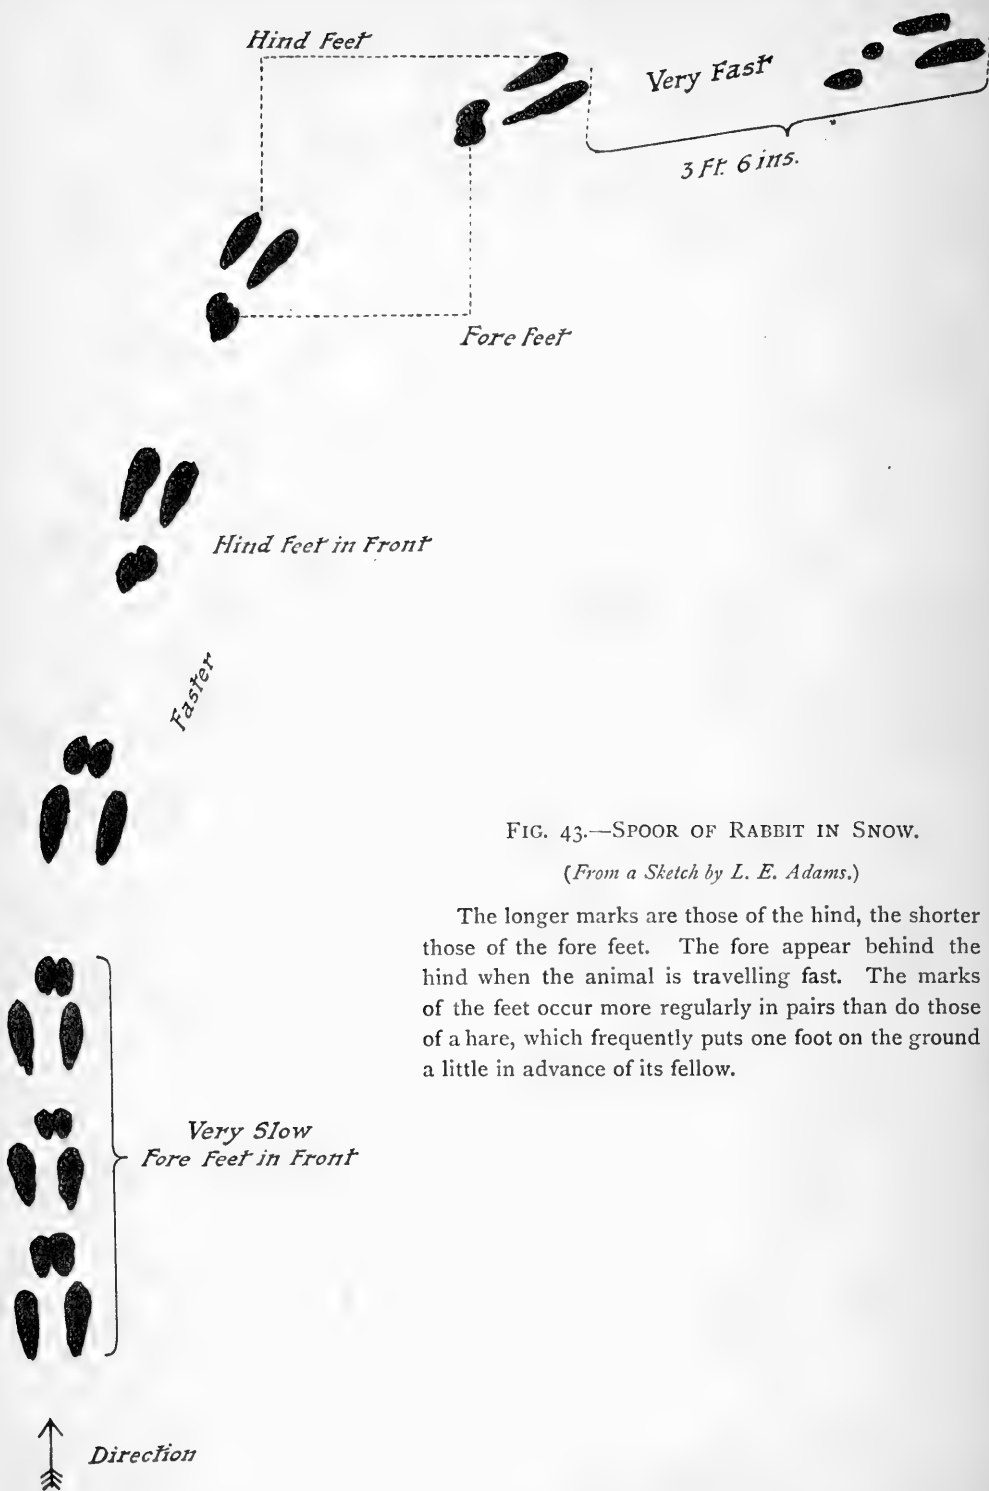 Hind Feet
Very Fast
3 Ft. 6 ins.
Fore Feet
Hind Feet in Front
Faster
FIG. 43.—SPOOR OF RABBIT IN SNOW.
(From a Sketch by L. E. Adams.)
The longer marks are those of the hind, the shorter
those of the fore feet. The fore appear behind the
hind when the animal is travelling fast. The marks
of the feet occur more regularly in pairs than do those
of a hare, which frequently puts one foot on the ground
a little in advance of its fellow.
Very Slow
Fore Feet in Front
Direction